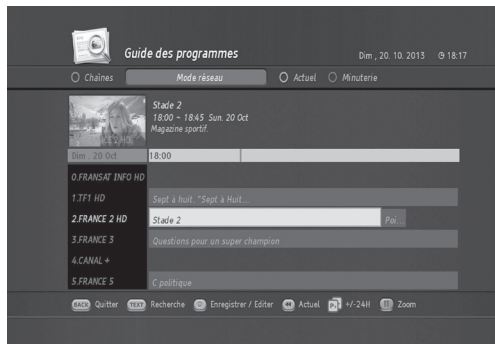 Guide des programmes
Dim , 20. 10. 2013 18:17
Chaînes Mode réseau Actuel Minuterie
Stade 2
18:00 ~ 18:45 Sun. 20 Oct
Magazine sportif.
Dim . 20 Oct 18:00
0.FRANSAT INFO HD
1.TF1 HD Sept à huit. "Sept à Huit...
2.FRANCE 2 HD Stade 2 Poi...
3.FRANCE 3 Questions pour un super champion
4.CANAL +
5.FRANCE 5 C politique
BACK Quitter TEXT Recherche Enregistrer / Editer Actuel +/-24H Zoom